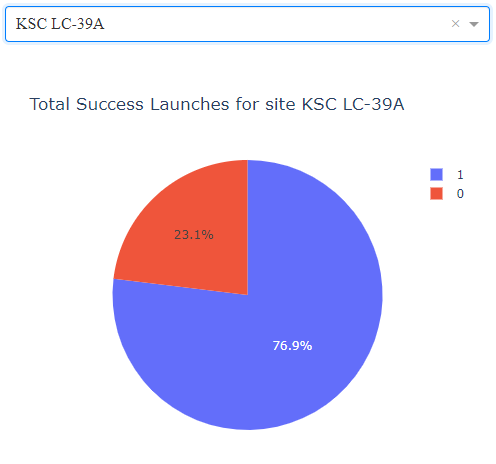 KSC LC-39A
Total Success Launches for site KSC LC-39A
1
0
23.1%
76.9%